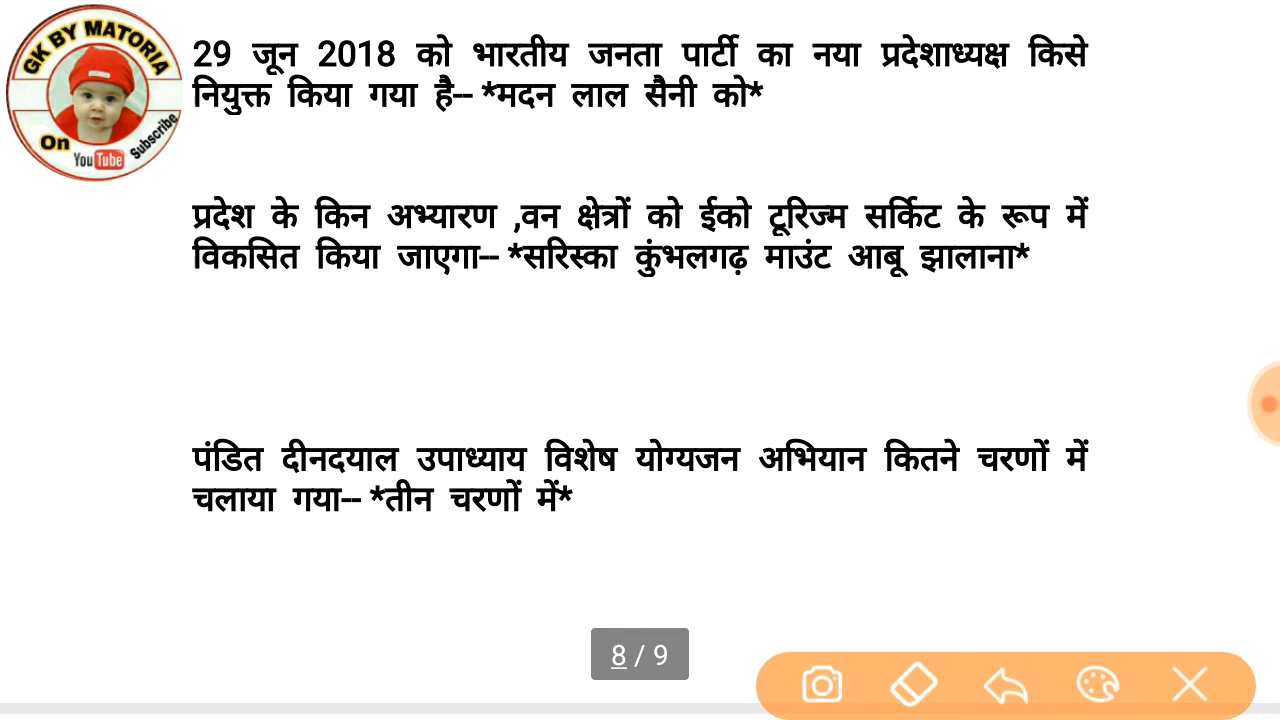 GK BY MATORIA
On
YouTube
Subscribe
29 जून 2018 को भारतीय जनता पार्टी का नया प्रदेशाध्यक्ष किसे
नियुक्त किया गया है-- *मदन लाल सैनी को*
प्रदेश के किन अभ्यारण ,वन क्षेत्रों को ईको टूरिज्म सर्किट के रूप में
विकसित किया जाएगा-- *सरिस्का कुंभलगढ़ माउंट आबू झालाना*
पंडित दीनदयाल उपाध्याय विशेष योग्यजन अभियान कितने चरणों में
चलाया गया-- *तीन चरणों में*
8 / 9